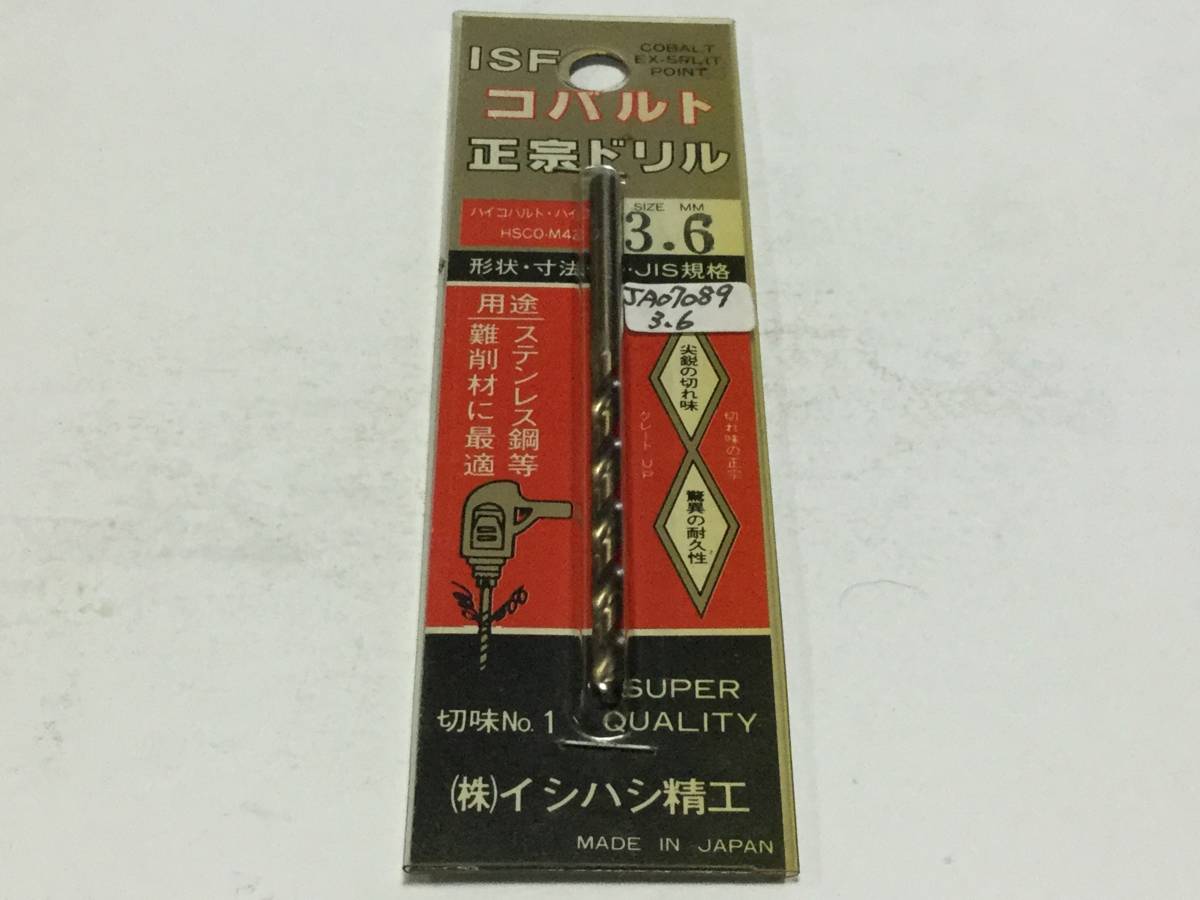 ISF
COBALT
EX-SPLIT
POINT
コバルト
正宗ドリル
ハイコバルト・ハイ
HSCO-M42
SIZE MM
3.6
形状・寸法
・JIS規格
JA07089
3.6
用途
ステンレス鋼等
難削材に最適
尖鋭の切れ味
切れ味の正宗
グレートUP
驚異の耐久性
切味No.1
SUPER
QUALITY
(株)イシハシ精工
MADE IN JAPAN